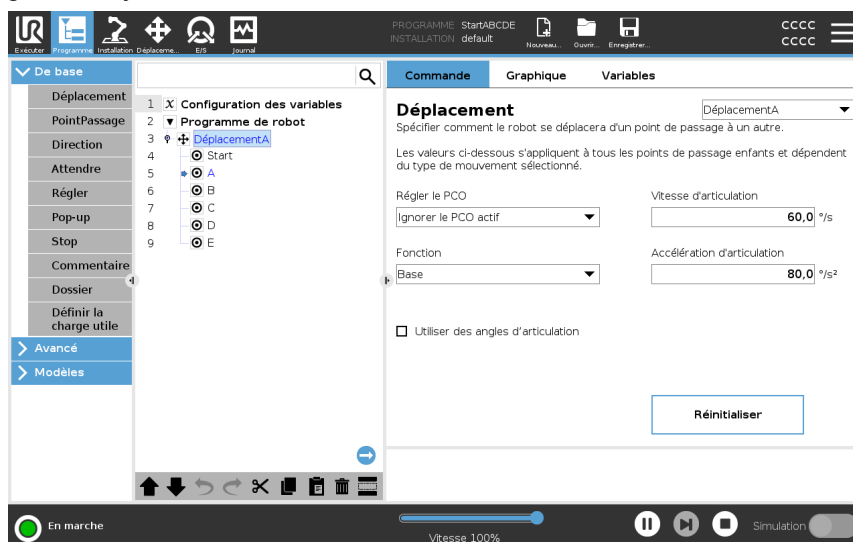 PROGRAMME StartABCDE
INSTALLATION default
UR
Exécuter
Programme
Installation
Déplaceme...
E/S
Journal
Nouveau...
Ouvrir...
Enregistrer...
CCCC
CCCC
De base
Déplacement
PointPassage
Direction
Attendre
Régler
Pop-up
Stop
Commentaire
Dossier
Définir la
charge utile
Avancé
Modèles
1 X Configuration des variables
2 Programme de robot
3 DéplacementA
4 Start
5 A
6 B
7 C
8 D
9 E
Commande Graphique Variables
Déplacement
DéplacementA
Spécifier comment le robot se déplacera d'un point de passage à un autre.
Les valeurs ci-dessous s'appliquent à tous les points de passage enfants et dépendent
du type de mouvement sélectionné.
Régler le PCO
Ignorer le PCO actif
Vitesse d'articulation
60,0 °/s
Fonction
Base
Accélération d'articulation
80,0 °/s²
Utiliser des angles d'articulation
Réinitialiser
En marche
Vitesse 100%
Simulation